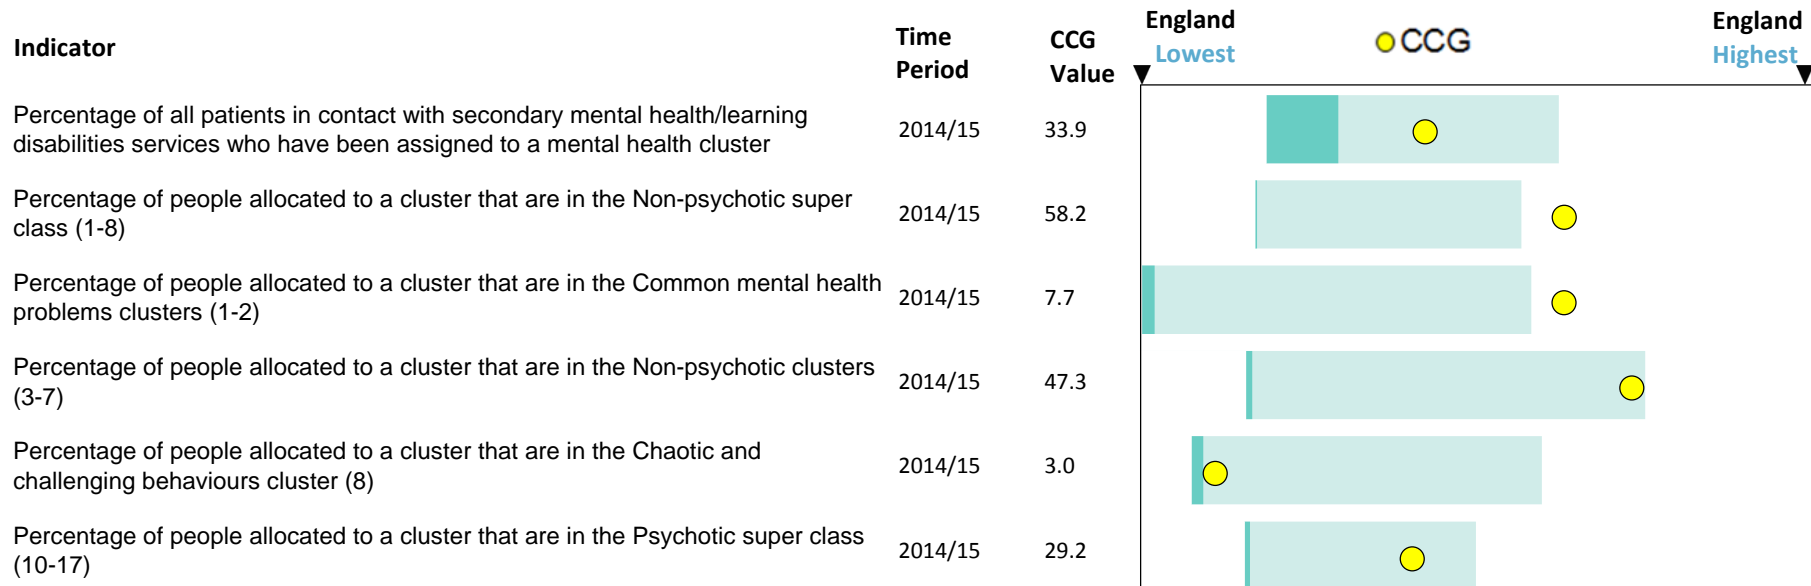 Indicator
Time
Period
CCG
Value
England
Lowest
CCG
England
Highest
Percentage of all patients in contact with secondary mental health/learning
disabilities services who have been assigned to a mental health cluster
2014/15
33.9
Percentage of people allocated to a cluster that are in the Non-psychotic super
class (1-8)
2014/15
58.2
Percentage of people allocated to a cluster that are in the Common mental health
problems clusters (1-2)
2014/15
7.7
Percentage of people allocated to a cluster that are in the Non-psychotic clusters
(3-7)
2014/15
47.3
Percentage of people allocated to a cluster that are in the Chaotic and
challenging behaviours cluster (8)
2014/15
3.0
Percentage of people allocated to a cluster that are in the Psychotic super class
(10-17)
2014/15
29.2